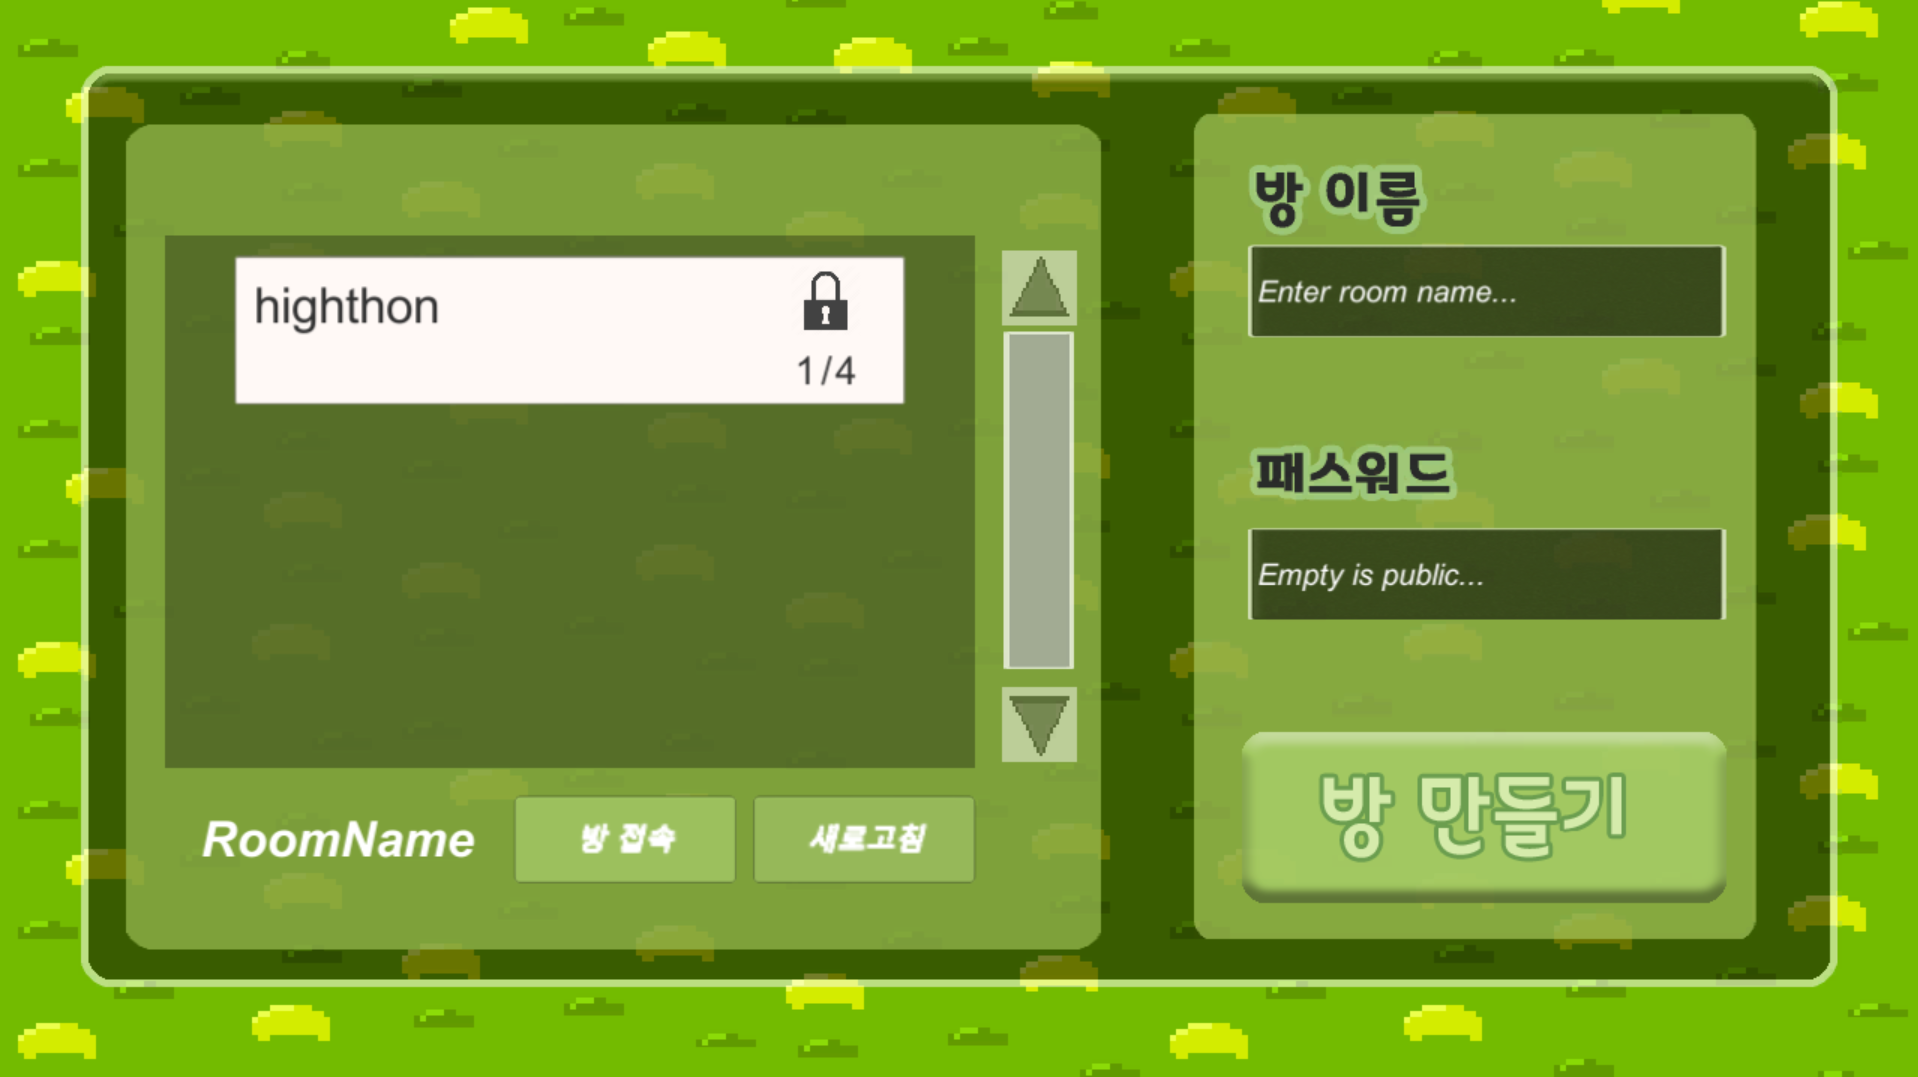 highthon
1/4
RoomName
방 접속
새로고침
방 이름
Enter room name...
패스워드
Empty is public...
방 만들기